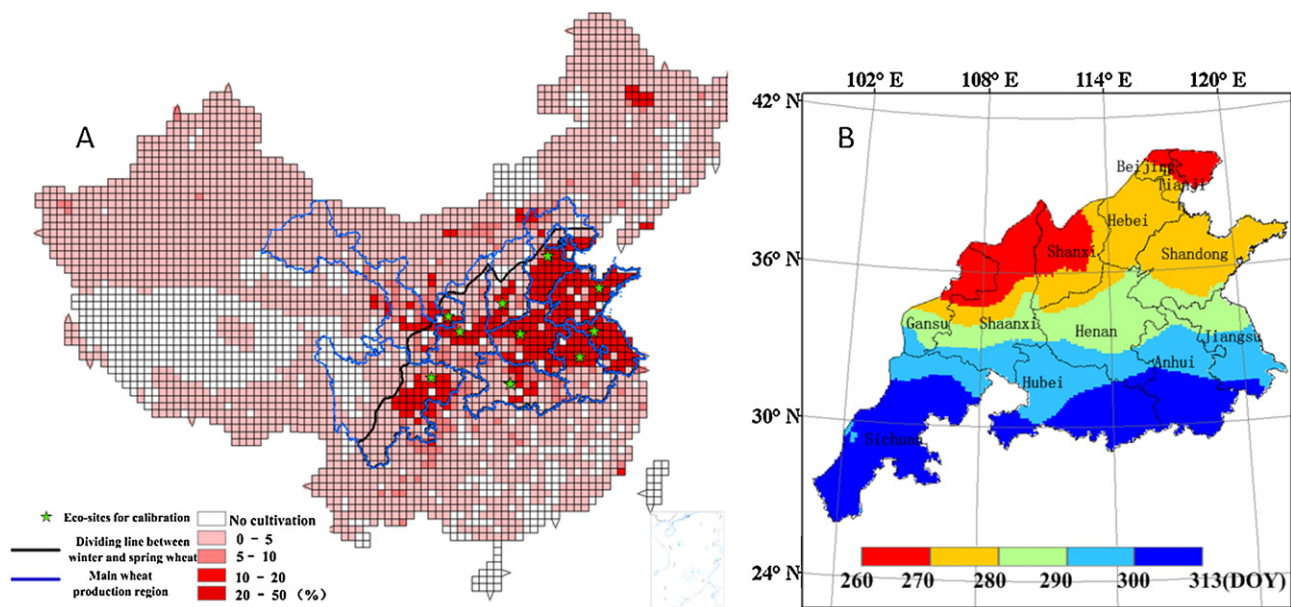 A
Eco-sites for calibration
Dividing line between
winter and spring wheat
Main wheat
production region
No cultivation
0 - 5
5 - 10
10 - 20
20 - 50 (%)
102° E
108° E
114° E
120° E
42° N
36° N
30° N
24° N
B
Beijing
Tianji
n
Hebei
Shanxi
Shandong
Gansu
Shaanxi
Henan
Jiangsu
Anhui
Hubei
Sichuan
260 270 280 290 300 313(DOY)